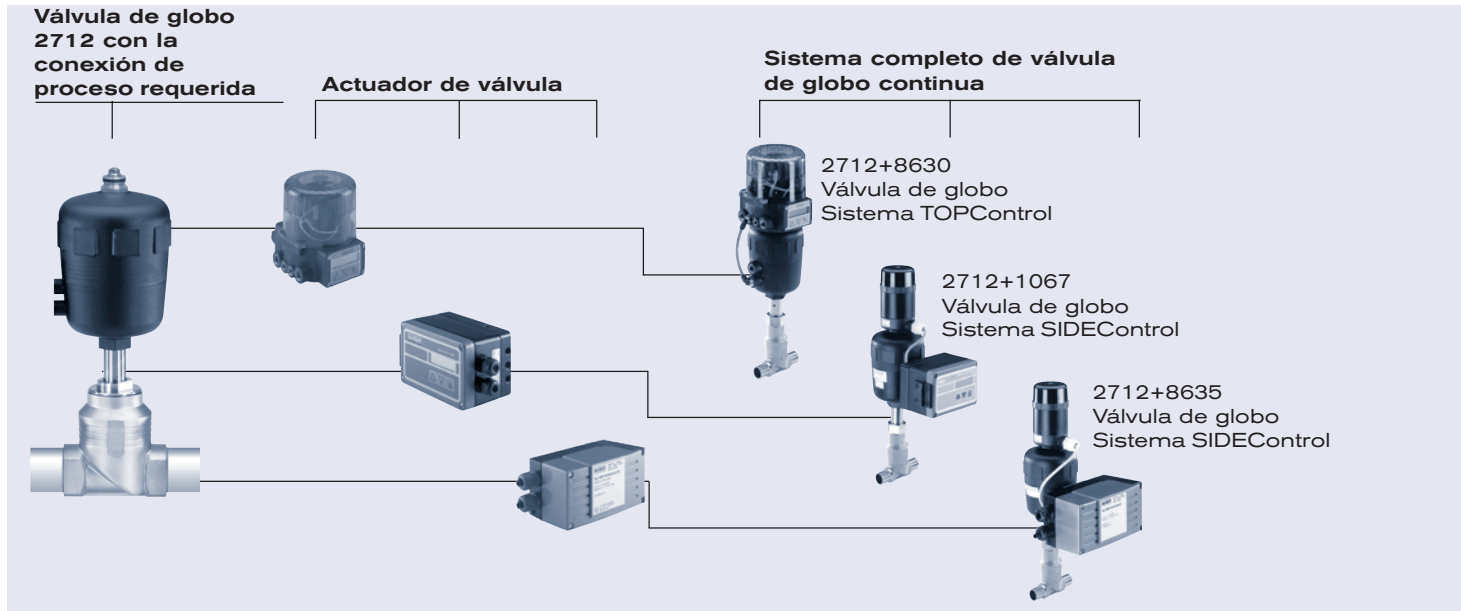 Válvula de globo
2712 con la
conexión de
proceso requerida
Actuador de válvula
Sistema completo de válvula
de globo continua
2712+8630
Válvula de globo
Sistema TOPControl
2712+1067
Válvula de globo
Sistema SIDEControl
2712+8635
Válvula de globo
Sistema SIDEControl